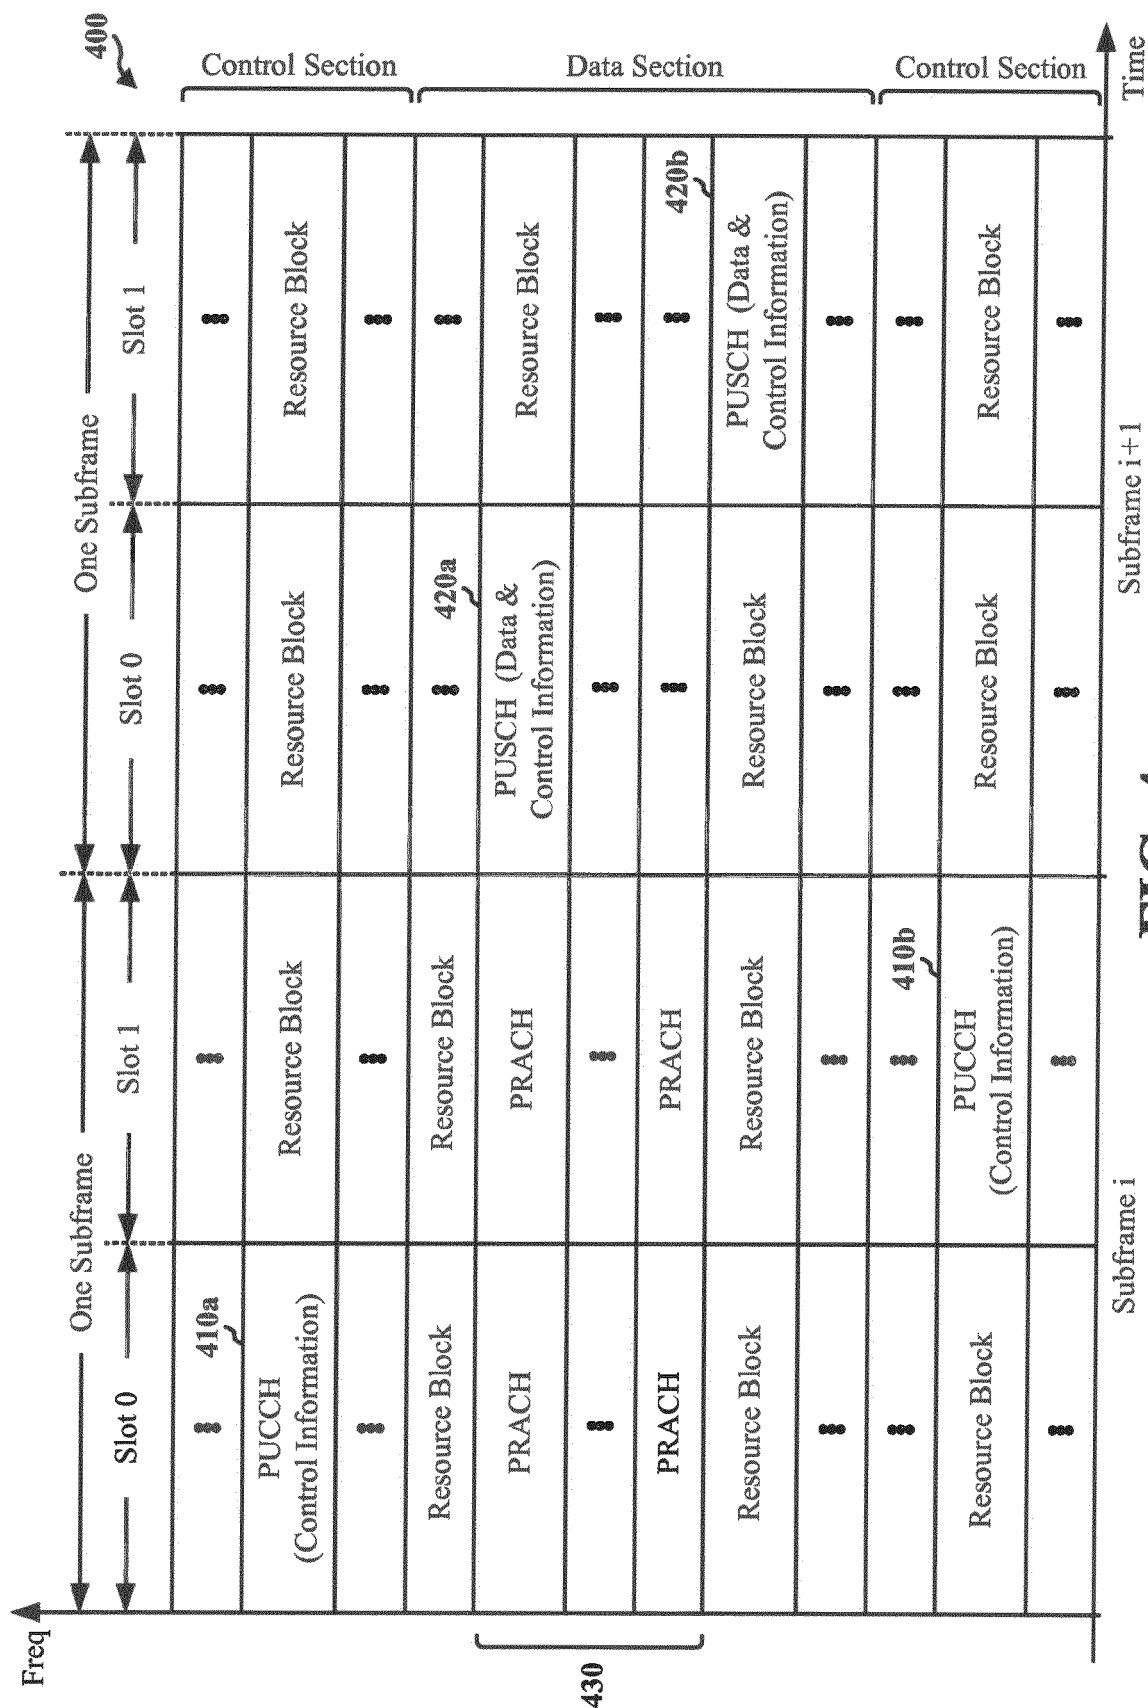 400
Freq
One Subframe
One Subframe
Slot 0
Slot 1
Slot 0
Slot 1
410a
PUCCH
(Control Information)
Resource Block
Resource Block
Resource Block
Control Section
Resource Block
Resource Block
420a
430
PRACH
PRACH
PUSCH (Data &
Control Information)
Resource Block
Data Section
PRACH
PRACH
420b
Resource Block
Resource Block
Resource Block
PUSCH (Data &
Control Information)
410b
Resource Block
PUCCH
(Control Information)
Resource Block
Resource Block
Control Section
Subframe i
Subframe i+1
Time